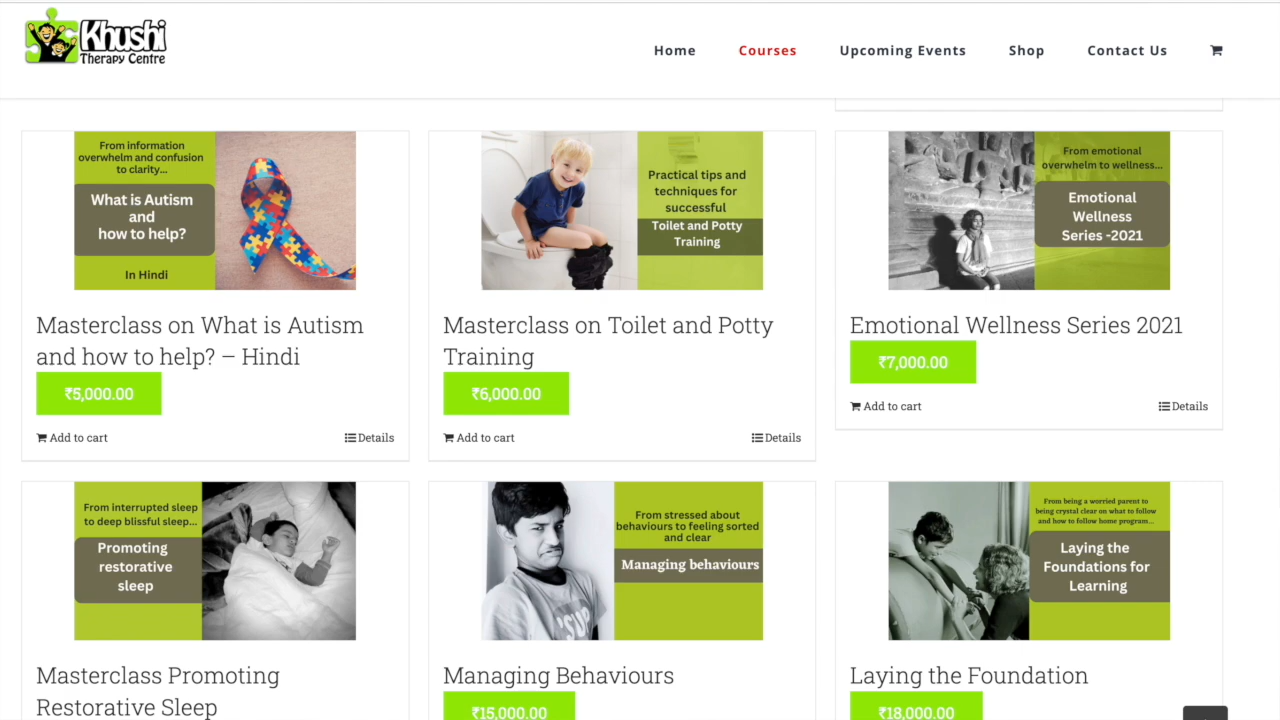 Khushi
Therapy Centre
Home
Courses
Upcoming Events
Shop
Contact Us
From information
overwhelm and confusion
to clarity...
What is Autism
and
how to help?
In Hindi
Masterclass on What is Autism
and how to help? – Hindi
₹5,000.00
Add to cart
Details
Practical tips and
techniques for
successful
Toilet and Potty
Training
Masterclass on Toilet and Potty
Training
₹6,000.00
Add to cart
Details
From emotional
overwhelm to wellness...
Emotional
Wellness
Series -2021
Emotional Wellness Series 2021
₹7,000.00
Add to cart
Details
From interrupted sleep
to deep blissful sleep...
Promoting
restorative
sleep
Masterclass Promoting
Restorative Sleep
From stressed about
behaviours to feeling sorted
and clear
Managing behaviours
Managing Behaviours
₹15,000.00
From being a worried parent to
being crystal clear on what to follow
and how to follow home program...
Laying the
Foundations for
Learning
Laying the Foundation
₹18,000.00